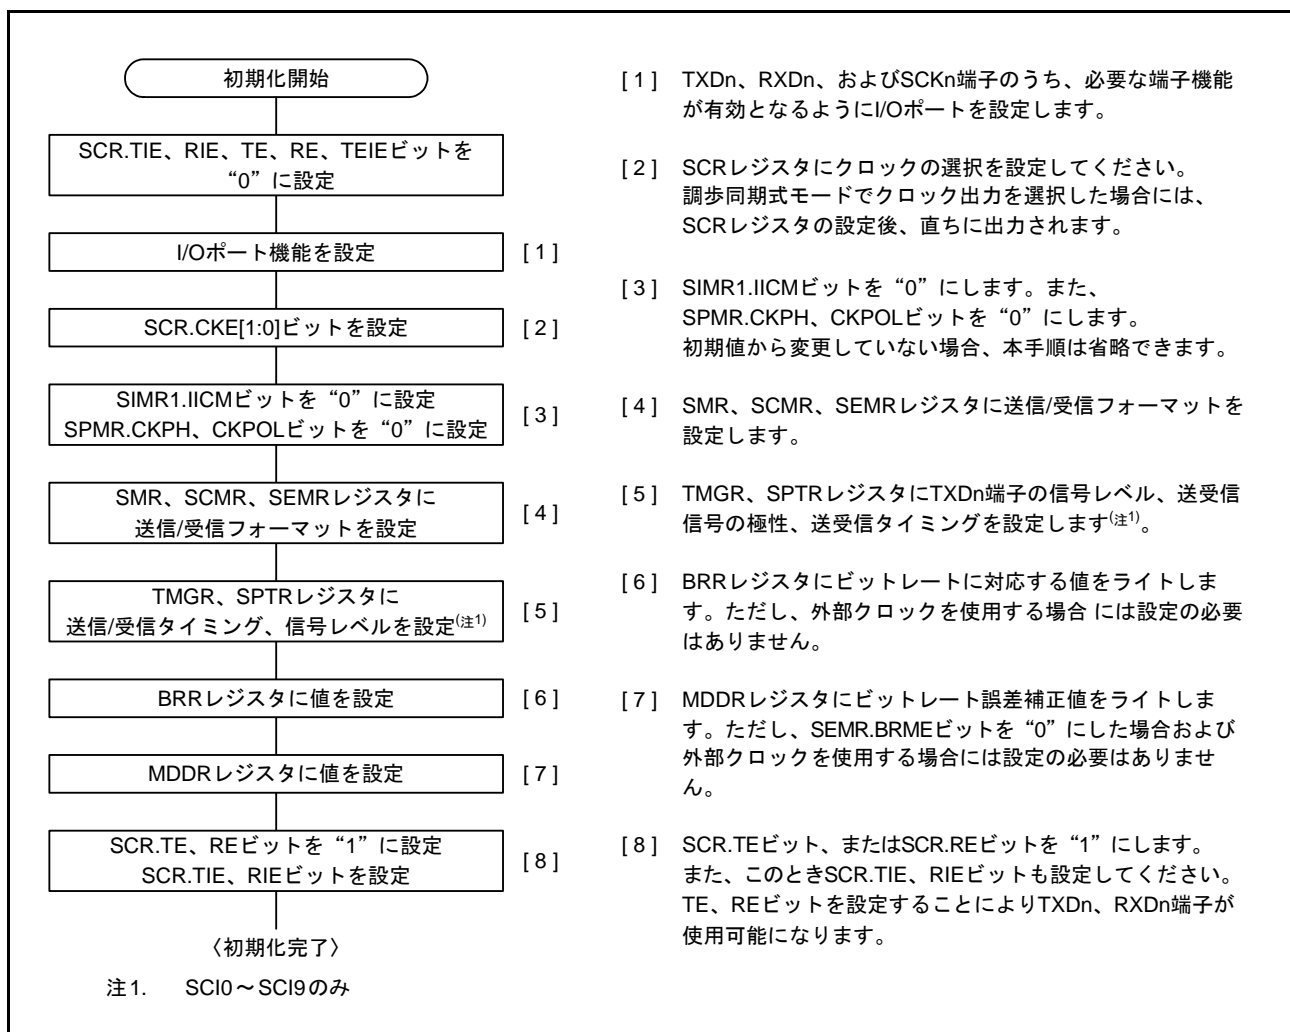 初期化開始
SCR.TIE、RIE、TE、RE、TEIEビットを
“0”に設定
I/Oポート機能を設定
[1]
SCR.CKE[1:0]ビットを設定
[2]
SIMR1.IICMビットを“0”に設定
SPMR.CKPH、CKPOLビットを“0”に設定
[3]
SMR、SCMR、SEMRレジスタに
送信/受信フォーマットを設定
[4]
TMGR、SPTRレジスタに
送信/受信タイミング、信号レベルを設定(注1)
[5]
BRRレジスタに値を設定
[6]
MDDRレジスタに値を設定
[7]
SCR.TE、REビットを“1”に設定
SCR.TIE、RIEビットを設定
[8]
〈初期化完了〉
注1. SCI0~SCI9のみ
[1] TXDn、RXDn、およびSCKn端子のうち、必要な端子機能
が有効となるようにI/Oポートを設定します。
[2] SCRレジスタにクロックの選択を設定してください。
調歩同期式モードでクロック出力を選択した場合には、
SCRレジスタの設定後、直ちに出力されます。
[3] SIMR1.IICMビットを“0”にします。また、
SPMR.CKPH、CKPOLビットを“0”にします。
初期値から変更していない場合、本手順は省略できます。
[4] SMR、SCMR、SEMRレジスタに送信/受信フォーマットを
設定します。
[5] TMGR、SPTRレジスタにTXDn端子の信号レベル、送受信
信号の極性、送受信タイミングを設定します(注1)。
[6] BRRレジスタにビットレートに対応する値をライトしま
す。ただし、外部クロックを使用する場合 には設定の必要
はありません。
[7] MDDRレジスタにビットレート誤差補正値をライトしま
す。ただし、SEMR.BRMEビットを“0”にした場合および
外部クロックを使用する場合には設定の必要はありませ
ん。
[8] SCR.TEビット、またはSCR.REビットを“1”にします。
また、このときSCR.TIE、RIEビットも設定してください。
TE、REビットを設定することによりTXDn、RXDn端子が
使用可能になります。